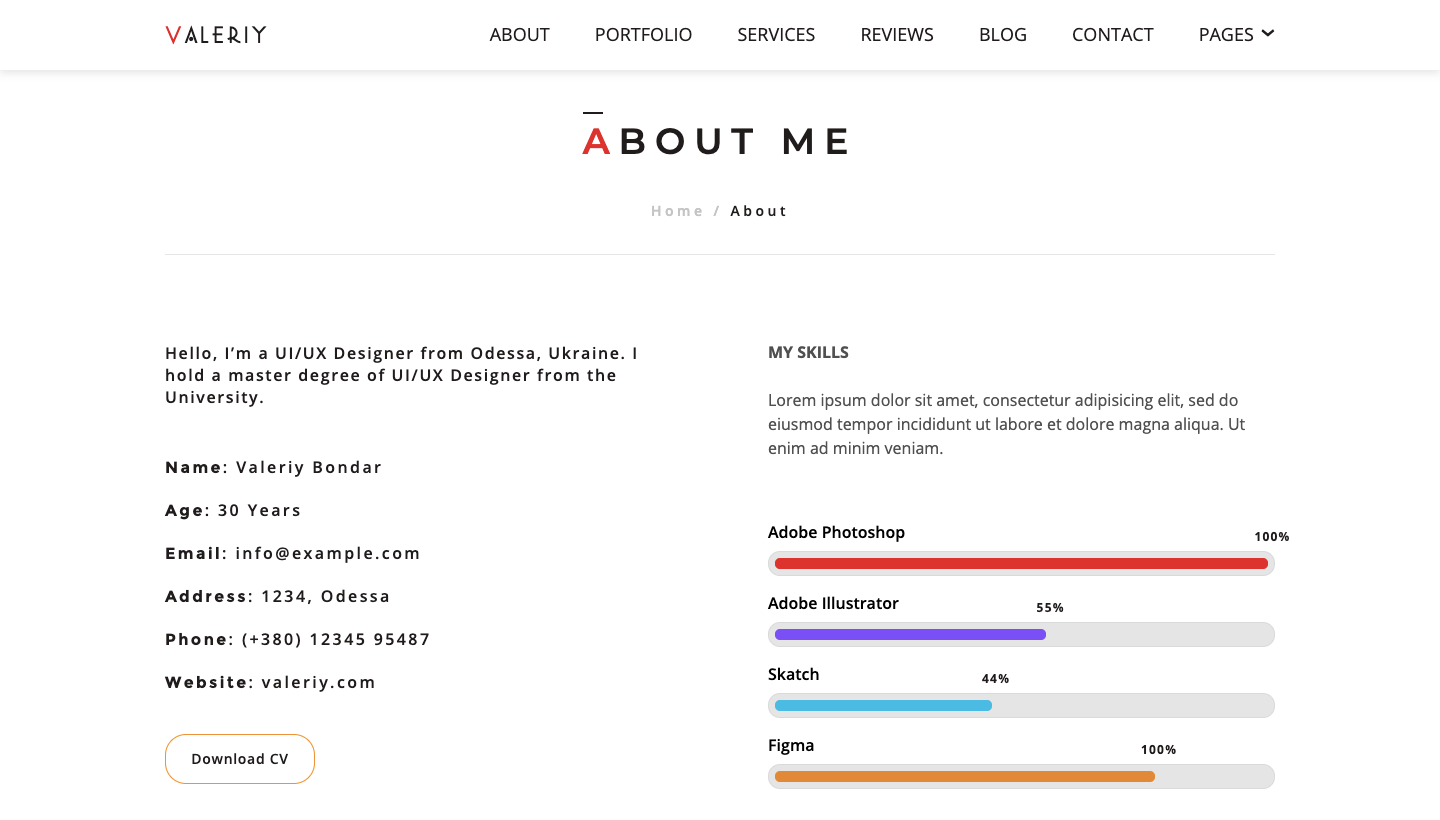 VALERIY
ABOUT PORTFOLIO SERVICES REVIEWS BLOG CONTACT PAGES
ABOUT ME
Home / About
Hello, I’m a UI/UX Designer from Odessa, Ukraine. I
hold a master degree of UI/UX Designer from the
University.
Name: Valeriy Bondar
Age: 30 Years
Email: info@example.com
Address: 1234, Odessa
Phone: (+380) 12345 95487
Website: valeriy.com
Download CV
MY SKILLS
Lorem ipsum dolor sit amet, consectetur adipisicing elit, sed do
eiusmod tempor incididunt ut labore et dolore magna aliqua. Ut
enim ad minim veniam.
Adobe Photoshop
100%
Adobe Illustrator
55%
Skatch
44%
Figma
100%